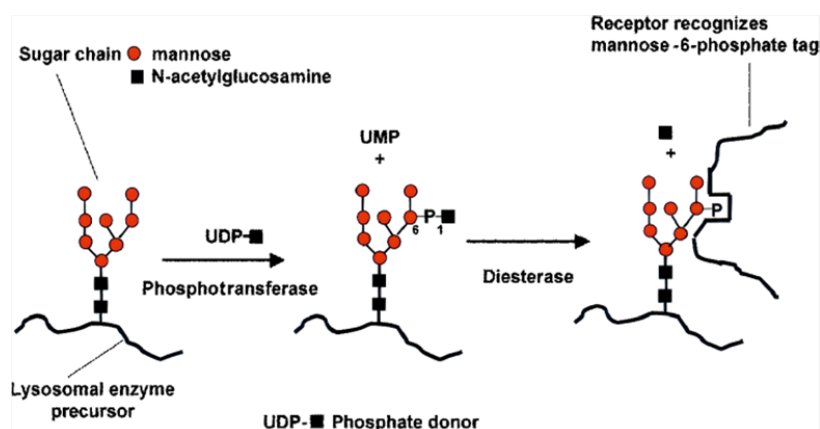 Receptor recognizes
mannose -6-phosphate tag
Sugar chain mannose
N-acetylglucosamine
UMP
+
UDP-
Phosphotransferase
6 P 1
Diesterase
+
P
Lysosomal enzyme
precursor
UDP- Phosphate donor